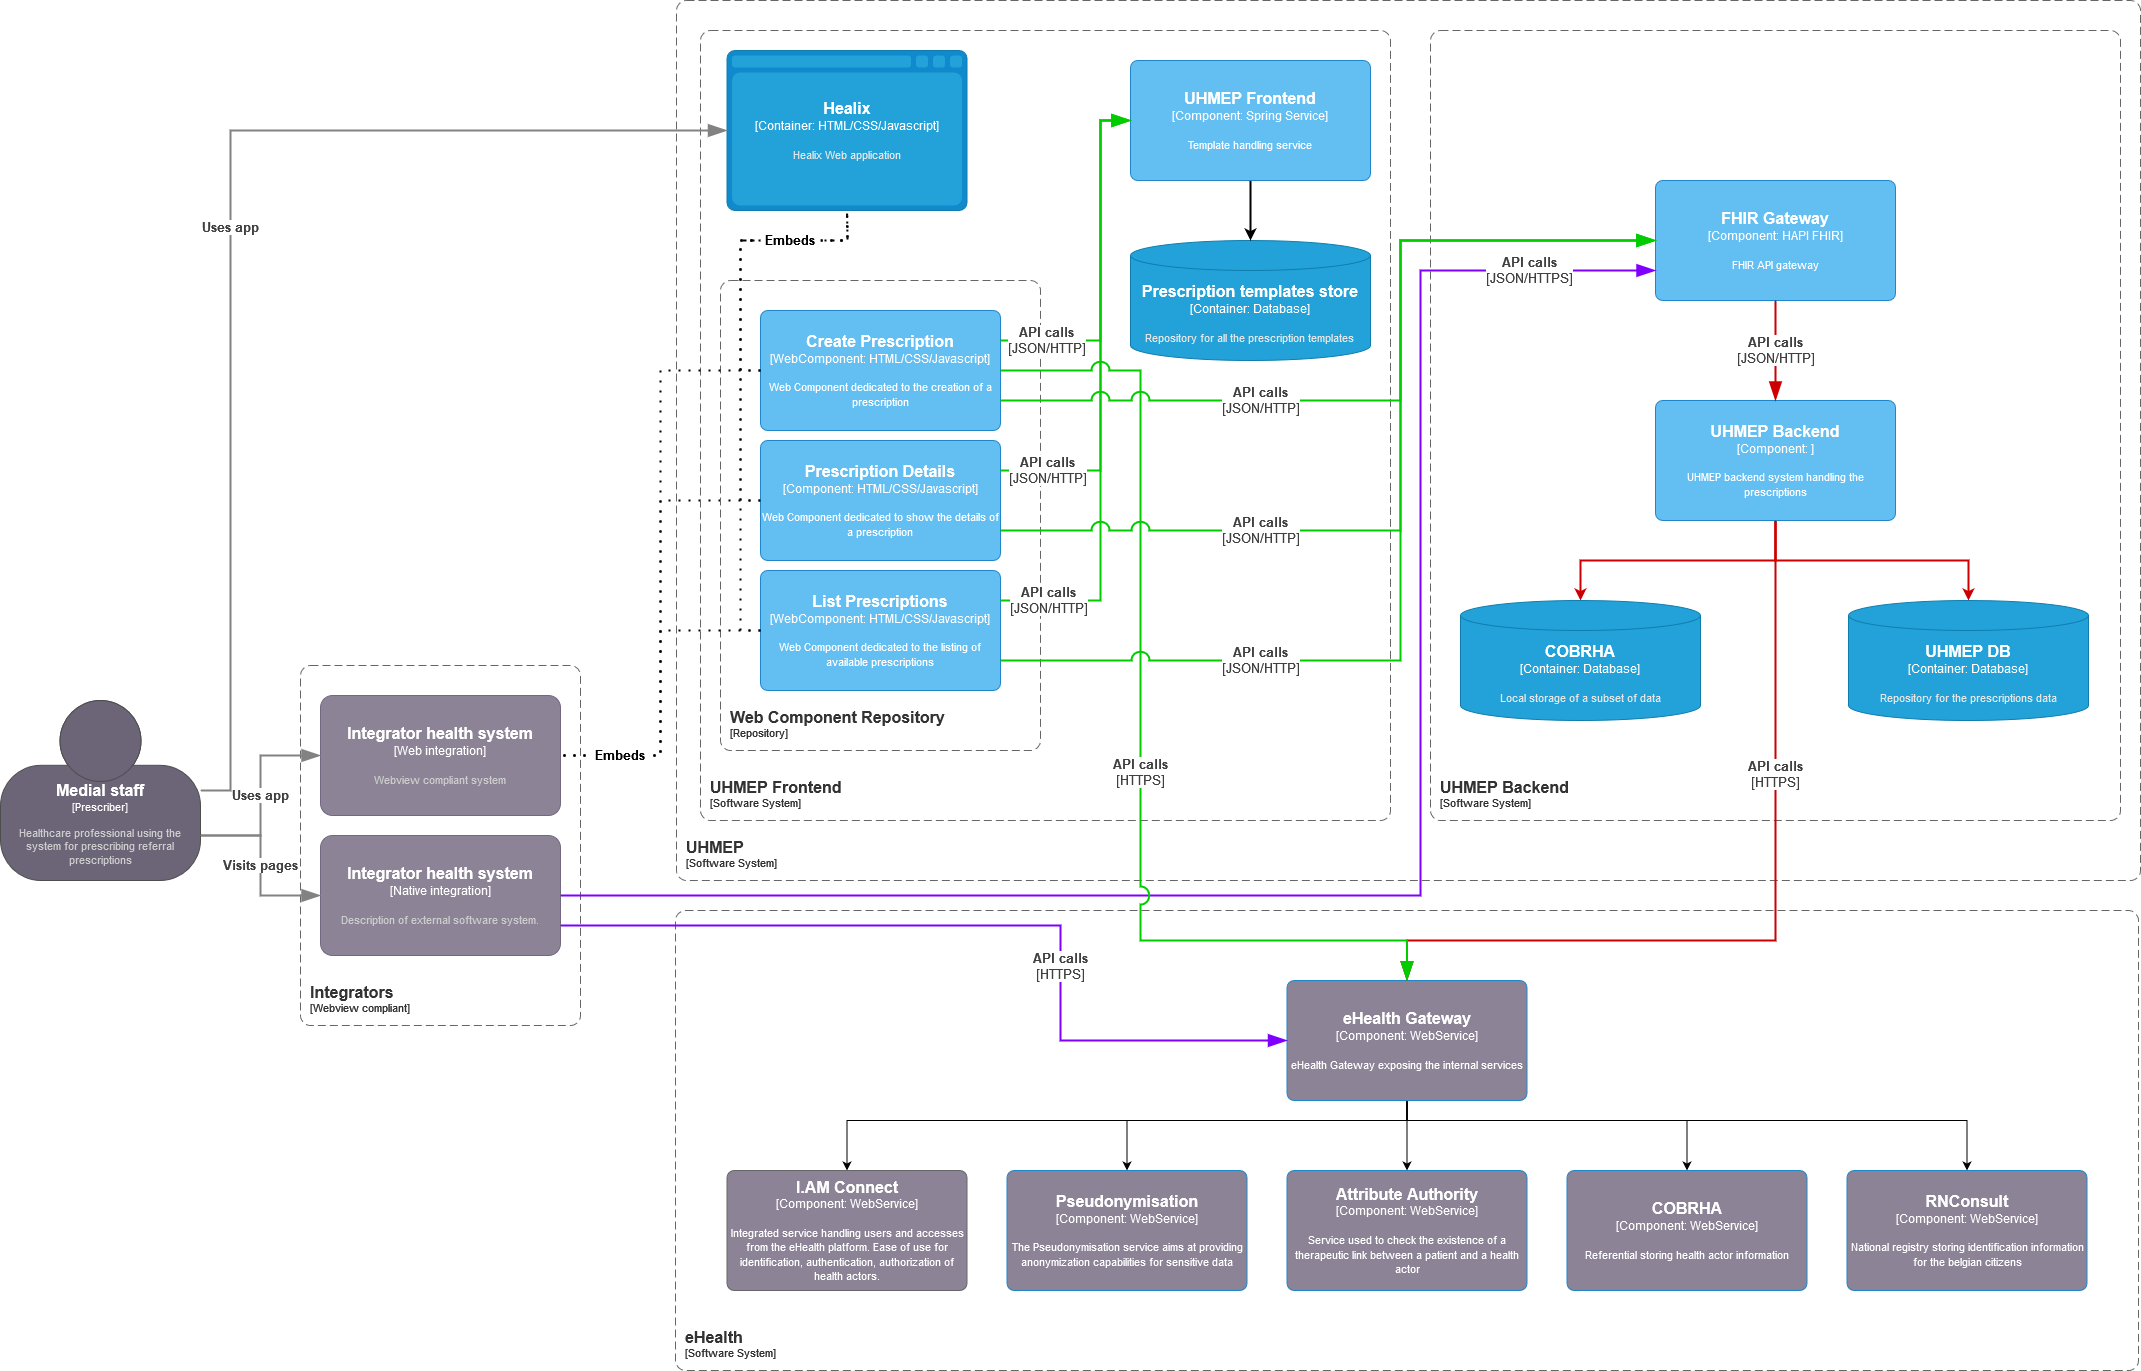 Healix
[Container: HTML/CSS/Javascript]
Healix Web application
UHMEP Frontend
[Component: Spring Service]
Template handling service
FHIR Gateway
[Component: HAPI FHIR]
FHIR API gateway
Uses app
Embeds
API calls
[JSON/HTTPS]
Prescription templates store
[Container: Database]
Repository for all the prescription templates
Create Prescription
[WebComponent: HTML/CSS/Javascript]
Web Component dedicated to the creation of a
prescription
API calls
[JSON/HTTP]
API calls
[JSON/HTTP]
API calls
[JSON/HTTP]
UHMEP Backend
[Component: ]
UHMEP backend system handling the
prescriptions
Prescription Details
[Component: HTML/CSS/Javascript]
Web Component dedicated to show the details of
a prescription
API calls
[JSON/HTTP]
API calls
[JSON/HTTP]
List Prescriptions
[WebComponent: HTML/CSS/Javascript]
Web Component dedicated to the listing of
available prescriptions
API calls
[JSON/HTTP]
API calls
[JSON/HTTP]
COBRHA
[Container: Database]
Local storage of a subset of data
UHMEP DB
[Container: Database]
Repository for the prescriptions data
Web Component Repository
[Repository]
Integrator health system
[Web integration]
Webview compliant system
Embeds
API calls
[HTTPS]
API calls
[HTTPS]
UHMEP Frontend
[Software System]
UHMEP Backend
[Software System]
Medial staff
[Prescriber]
Healthcare professional using the
system for prescribing referral
prescriptions
Uses app
Visits pages
UHMEP
[Software System]
Integrator health system
[Native integration]
Description of external software system.
Integrators
[Webview compliant]
API calls
[HTTPS]
eHealth Gateway
[Component: WebService]
eHealth Gateway exposing the internal services
I.AM Connect
[Component: WebService]
Integrated service handling users and accesses
from the eHealth platform. Ease of use for
identification, authentication, authorization of
health actors.
Pseudonymisation
[Component: WebService]
The Pseudonymisation service aims at providing
anonymization capabilities for sensitive data
Attribute Authority
[Component: WebService]
Service used to check the existence of a
therapeutic link between a patient and a health
actor
COBRHA
[Component: WebService]
Referential storing health actor information
RNConsult
[Component: WebService]
National registry storing identification information
for the belgian citizens
eHealth
[Software System]